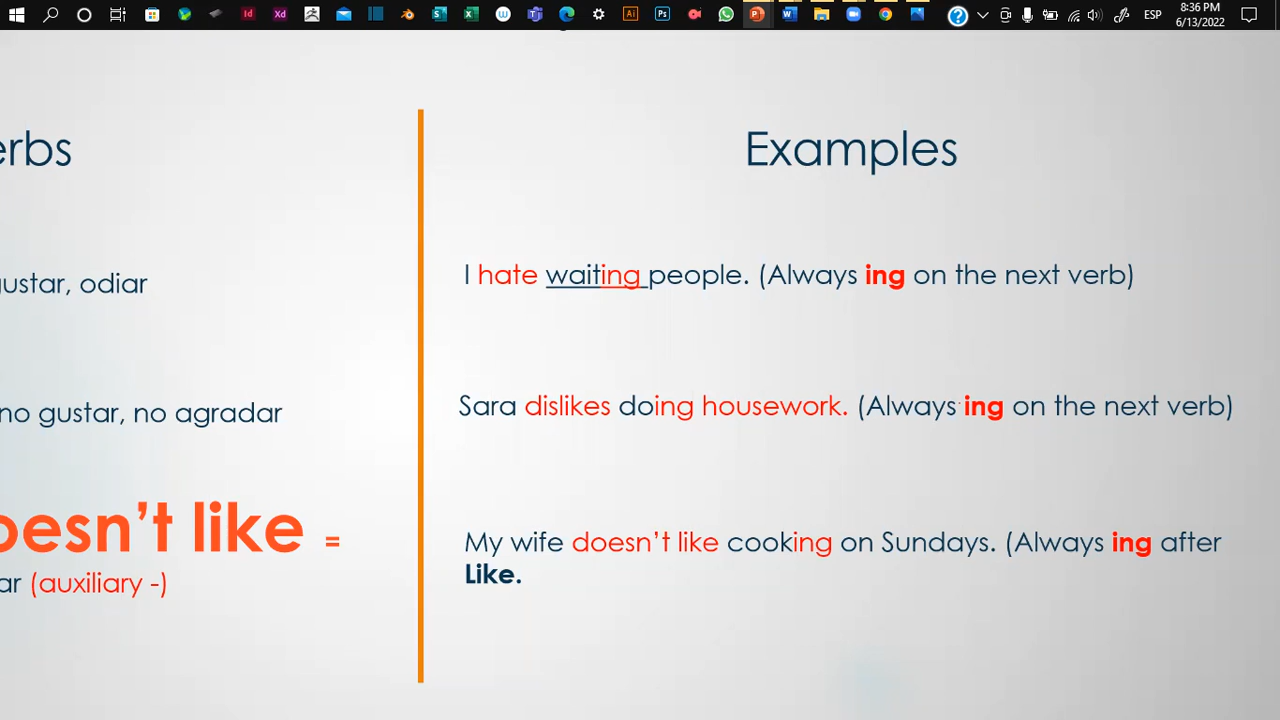 ESP
8:36 PM
6/13/2022
erbs
Examples
gustar, odiar
I hate waiting people. (Always ing on the next verb)
no gustar, no agradar
Sara dislikes doing housework. (Always ing on the next verb)
oesn’t like =
ar (auxiliary -)
My wife doesn’t like cooking on Sundays. (Always ing after
Like.